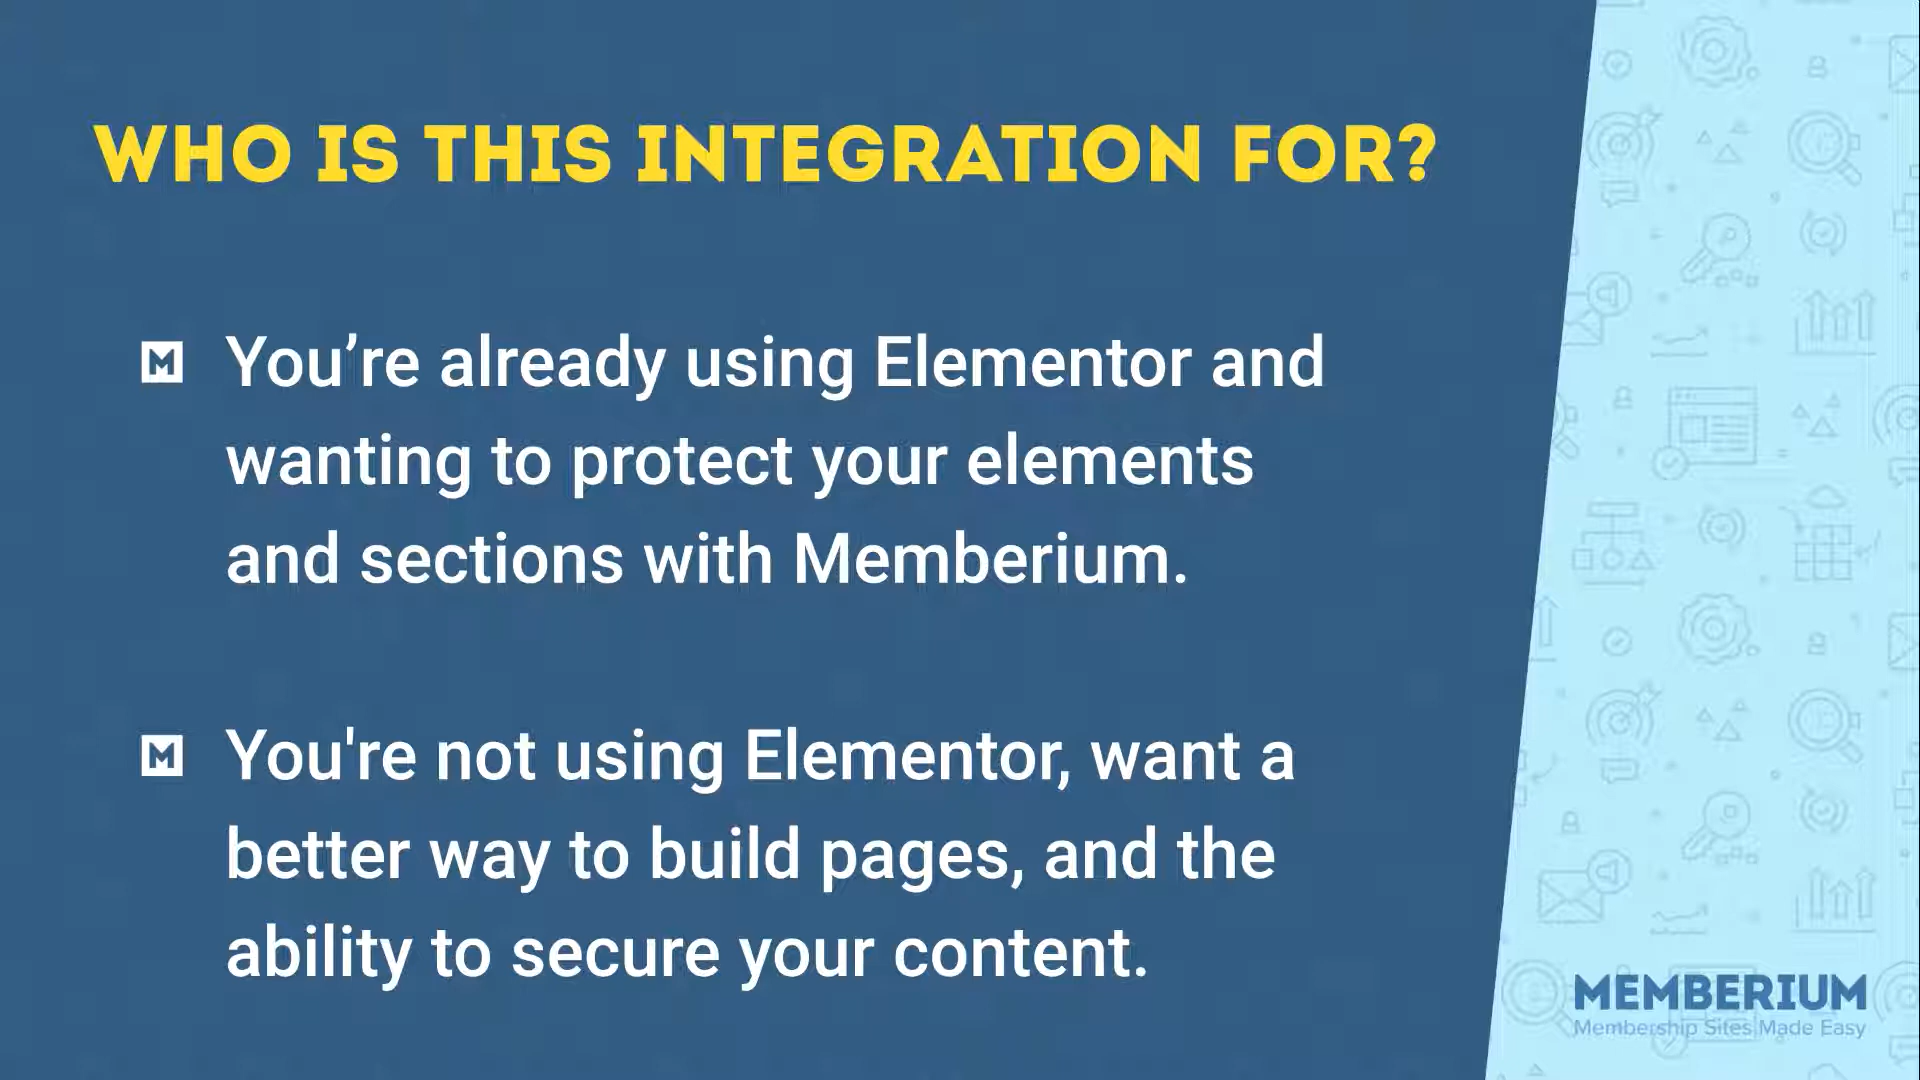 WHO IS THIS INTEGRATION FOR?
You’re already using Elementor and
wanting to protect your elements
and sections with Memberium.
You're not using Elementor, want a
better way to build pages, and the
ability to secure your content.
MEMBERIUM
Membership Sites Made Easy